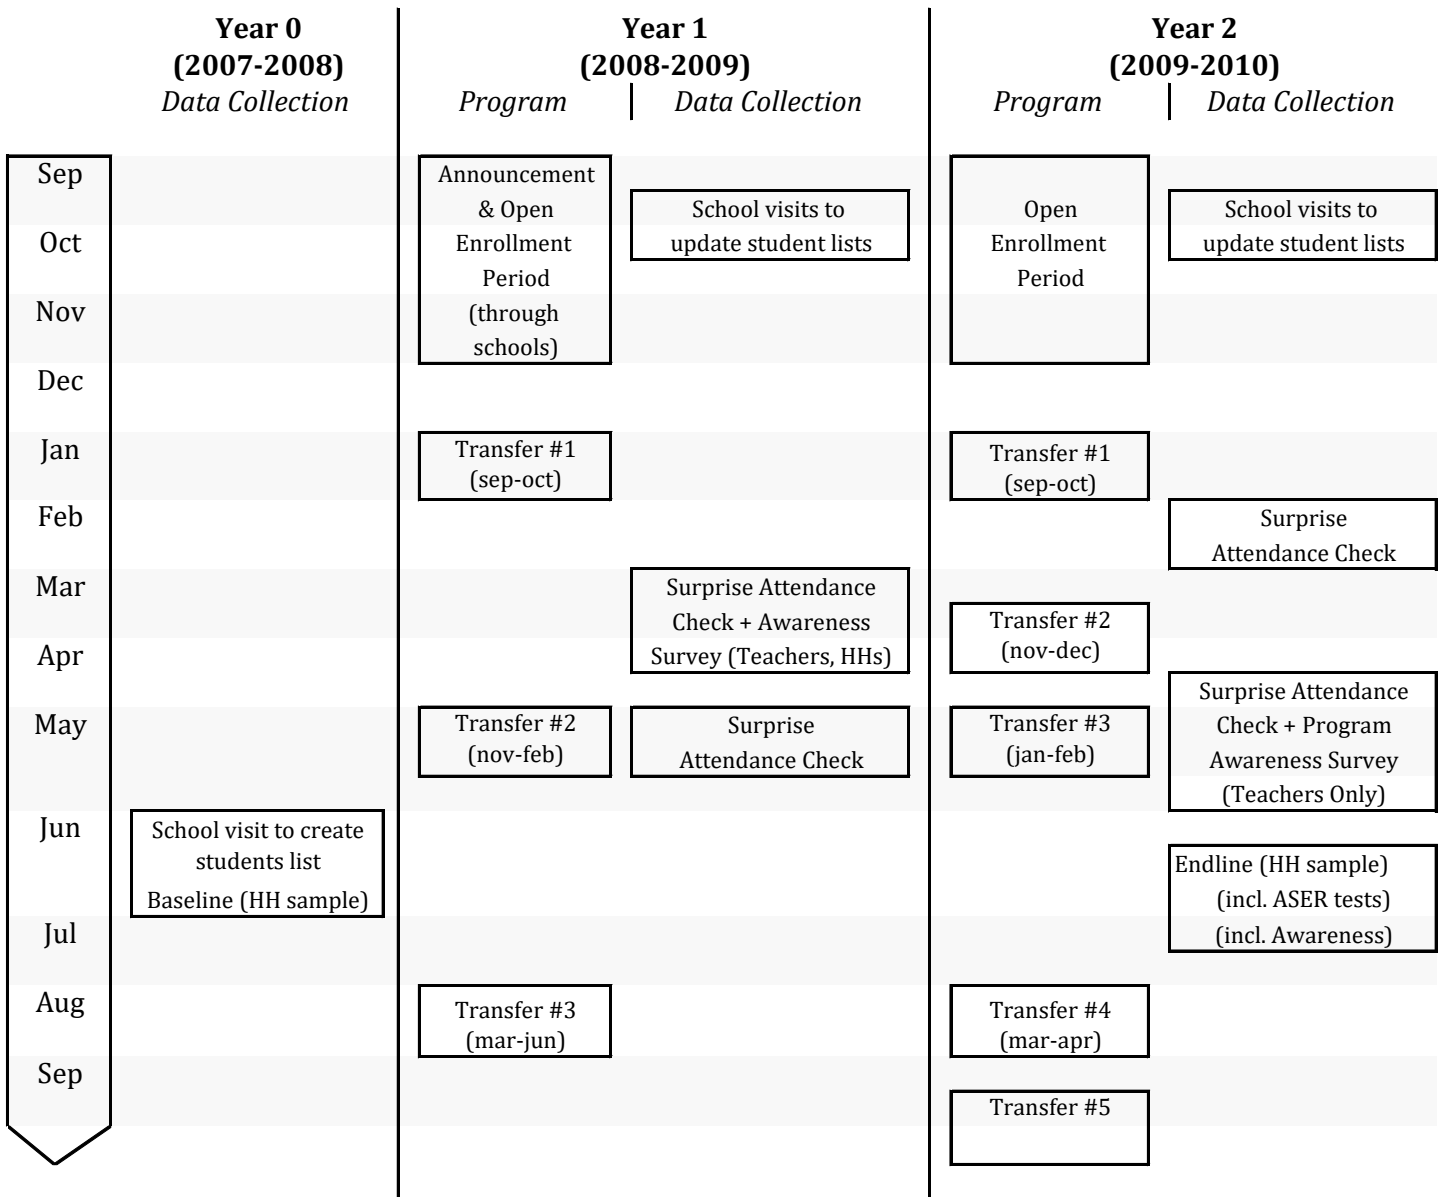 Year 0
(2007-2008)
Data Collection
Year 1
(2008-2009)
Program
Data Collection
Year 2
(2009-2010)
Program
Data Collection
Sep
Oct
Nov
Dec
Jan
Feb
Mar
Apr
May
Jun
Jul
Aug
Sep
School visit to create
students list
Baseline (HH sample)
Announcement
& Open
Enrollment
Period
(through
schools)
Transfer #1
(sep-oct)
Transfer #2
(nov-feb)
Transfer #3
(mar-jun)
School visits to
update student lists
Surprise Attendance
Check + Awareness
Survey (Teachers, HHs)
Surprise
Attendance Check
Open
Enrollment
Period
Transfer #1
(sep-oct)
Transfer #2
(nov-dec)
Transfer #3
(jan-feb)
Transfer #4
(mar-apr)
Transfer #5
School visits to
update student lists
Surprise
Attendance Check
Surprise Attendance
Check + Program
Awareness Survey
(Teachers Only)
Endline (HH sample)
(incl. ASER tests)
(incl. Awareness)